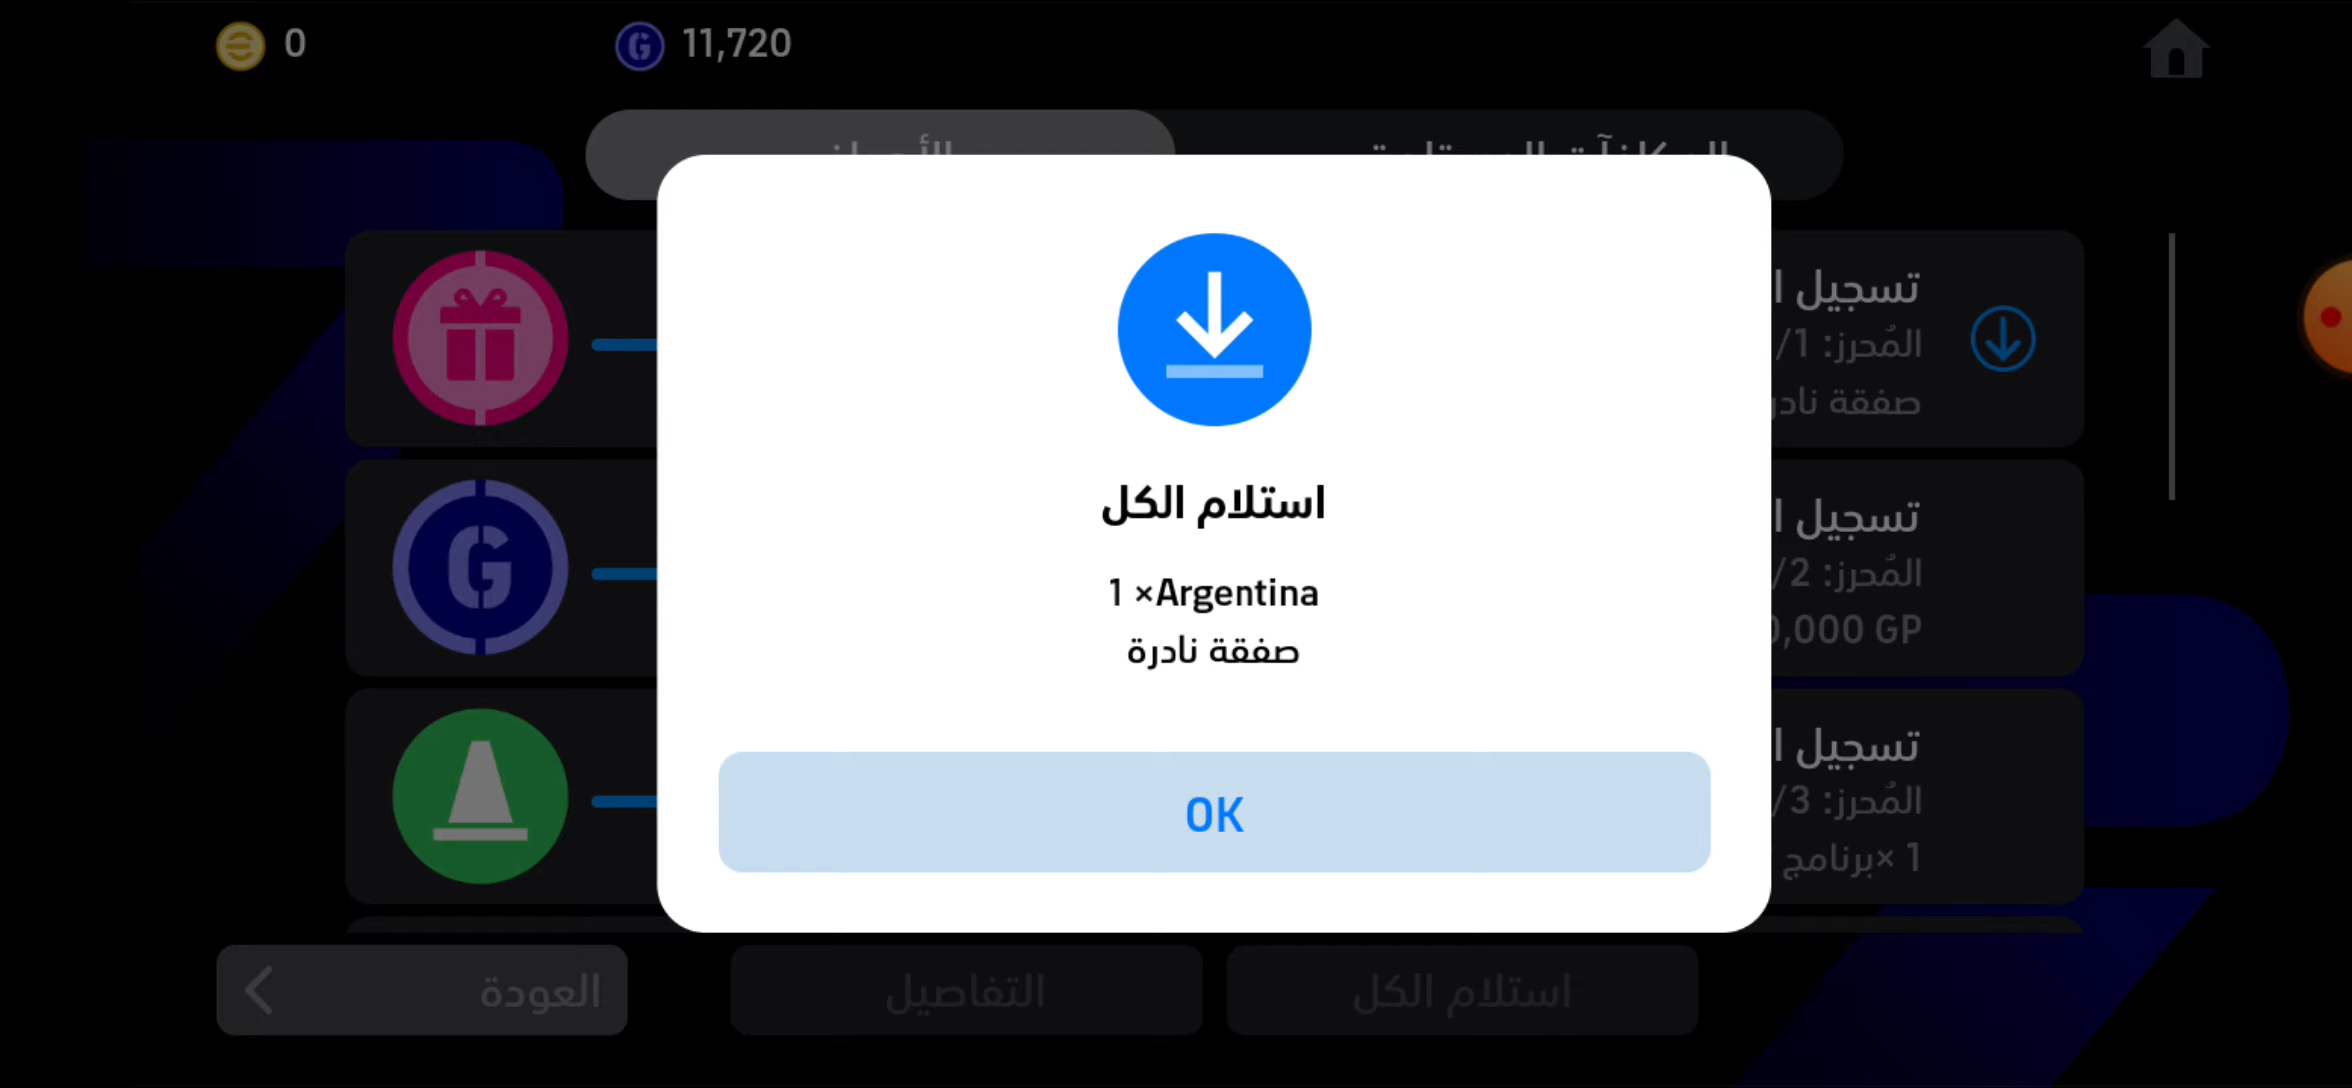 0
11,720
استلام الكل
1 ×Argentina
صفقة نادرة
OK
تسجيل ا
المُحرز: 1/
صفقة نادر
تسجيل ا
المُحرز: 2/
0,000 GP
تسجيل ا
المُحرز: 3/
1 ×برنامج
العودة
التفاصيل
استلام الكل